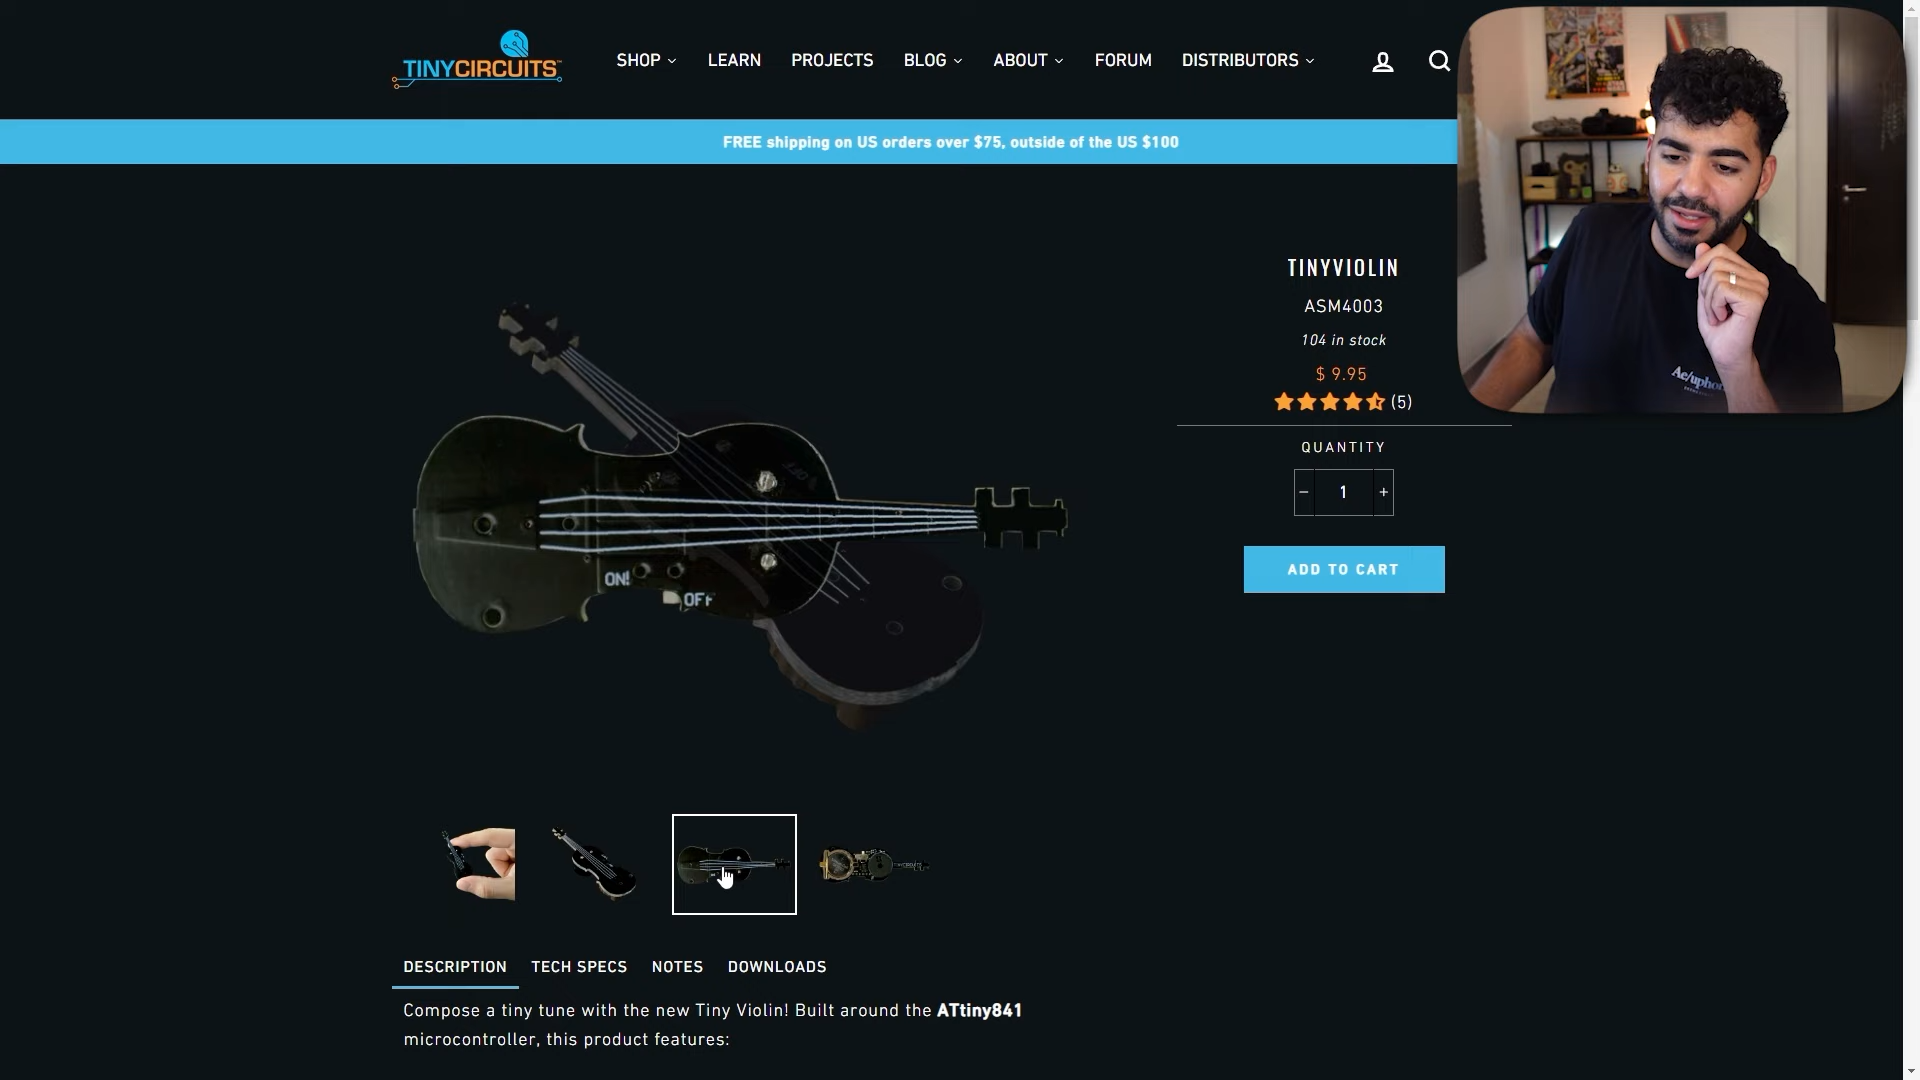 TINYCIRCUITS
SHOP
LEARN
PROJECTS
BLOG
ABOUT
FORUM
DISTRIBUTORS
FREE shipping on US orders over $75, outside of the US $100
TINYVIOLIN
ASM4003
104 in stock
$ 9.95
(5)
QUANTITY
− 1 +
ADD TO CART
ON!
DESCRIPTION
TECH SPECS
NOTES
DOWNLOADS
Compose a tiny tune with the new Tiny Violin! Built around the ATtiny841
microcontroller, this product features: